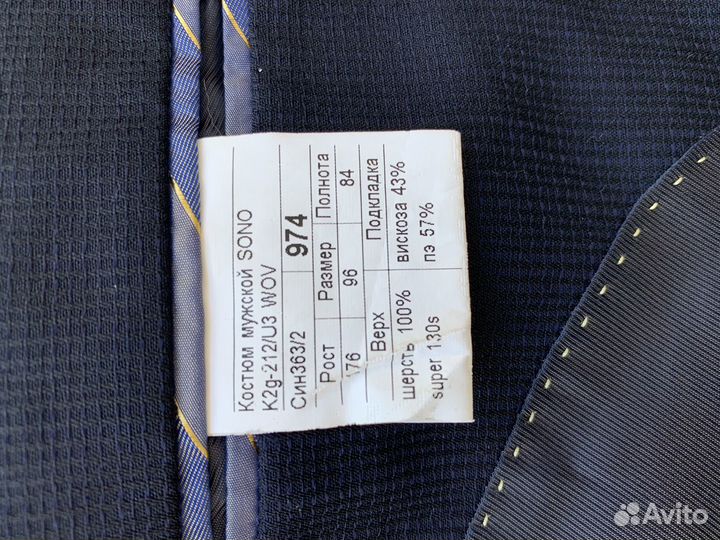 Костюм мужской SONO
K2g-212/U3 WOV
Син363/2 974
Рост Размер Полнота
176 96 84
Верх Подкладка
шерсть 100% вискоза 43%
super 130s пэ 57%
Avito